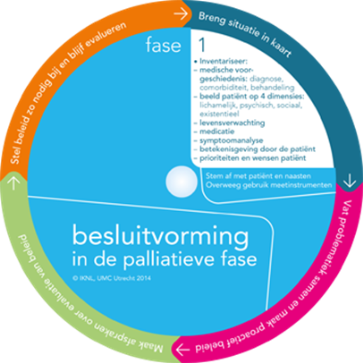 fase 1
Breng situatie in kaart
• Inventariseer:
– medische voor-
geschiedenis: diagnose,
comorbiditeit, behandeling
– beeld patiënt op 4 dimensies:
lichamelijk, psychisch, sociaal,
existentieel
– levensverwachting
– medicatie
– symptoomanalyse
– betekenisgeving door de patiënt
– prioriteiten en wensen patiënt
Stem af met patiënt en naasten
Overweeg gebruik meetinstrumenten
Vat problematiek samen en maak proactief beleid
Maak afspraken over evaluatie van beleid
Stel beleid zo nodig bij en blijf evalueren
besluitvorming
in de palliatieve fase
© IKNL, UMC Utrecht 2014